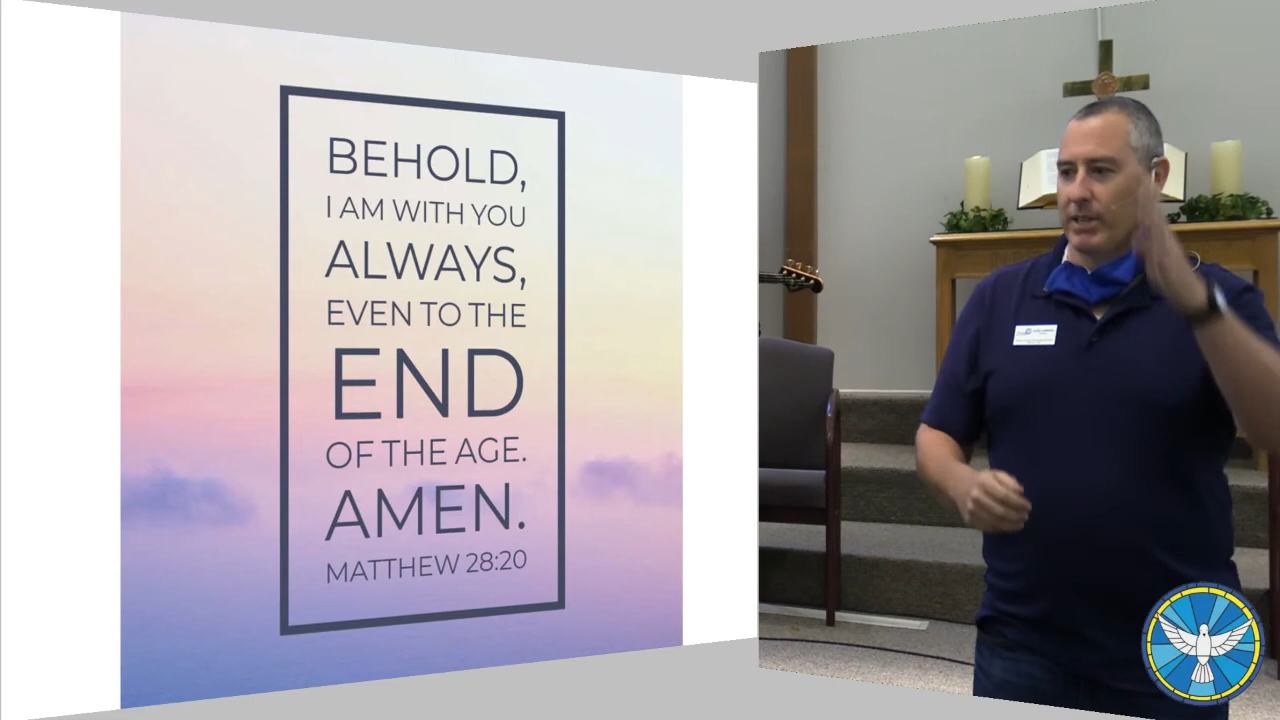 BEHOLD,
I AM WITH YOU
ALWAYS,
EVEN TO THE
END
OF THE AGE.
AMEN.
MATTHEW 28:20